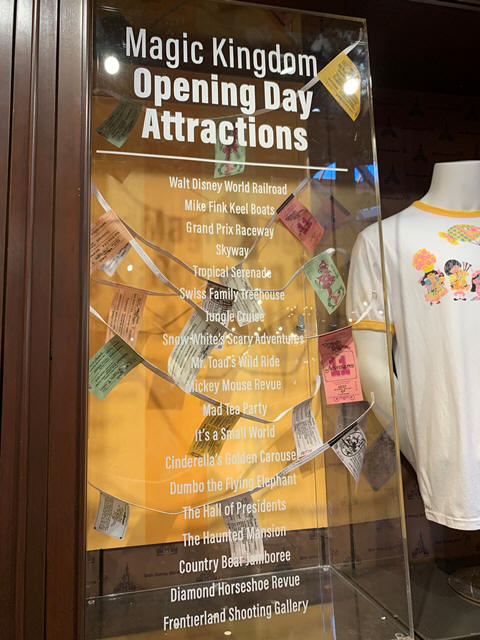 Magic Kingdom
Opening Day
Attractions
Walt Disney World Railroad
Mike Fink Keel Boats
Grand Prix Raceway
Skyway
Tropical Serenade
Swiss Family Treehouse
Jungle Cruise
Snow White's Scary Adventures
Mr. Toad's Wild Ride
Mickey Mouse Revue
Mad Tea Party
It's a Small World
Cinderella's Golden Carousel
Dumbo the Flying Elephant
The Hall of Presidents
The Haunted Mansion
Country Bear Jamboree
Diamond Horseshoe Revue
Frontierland Shooting Gallery
11